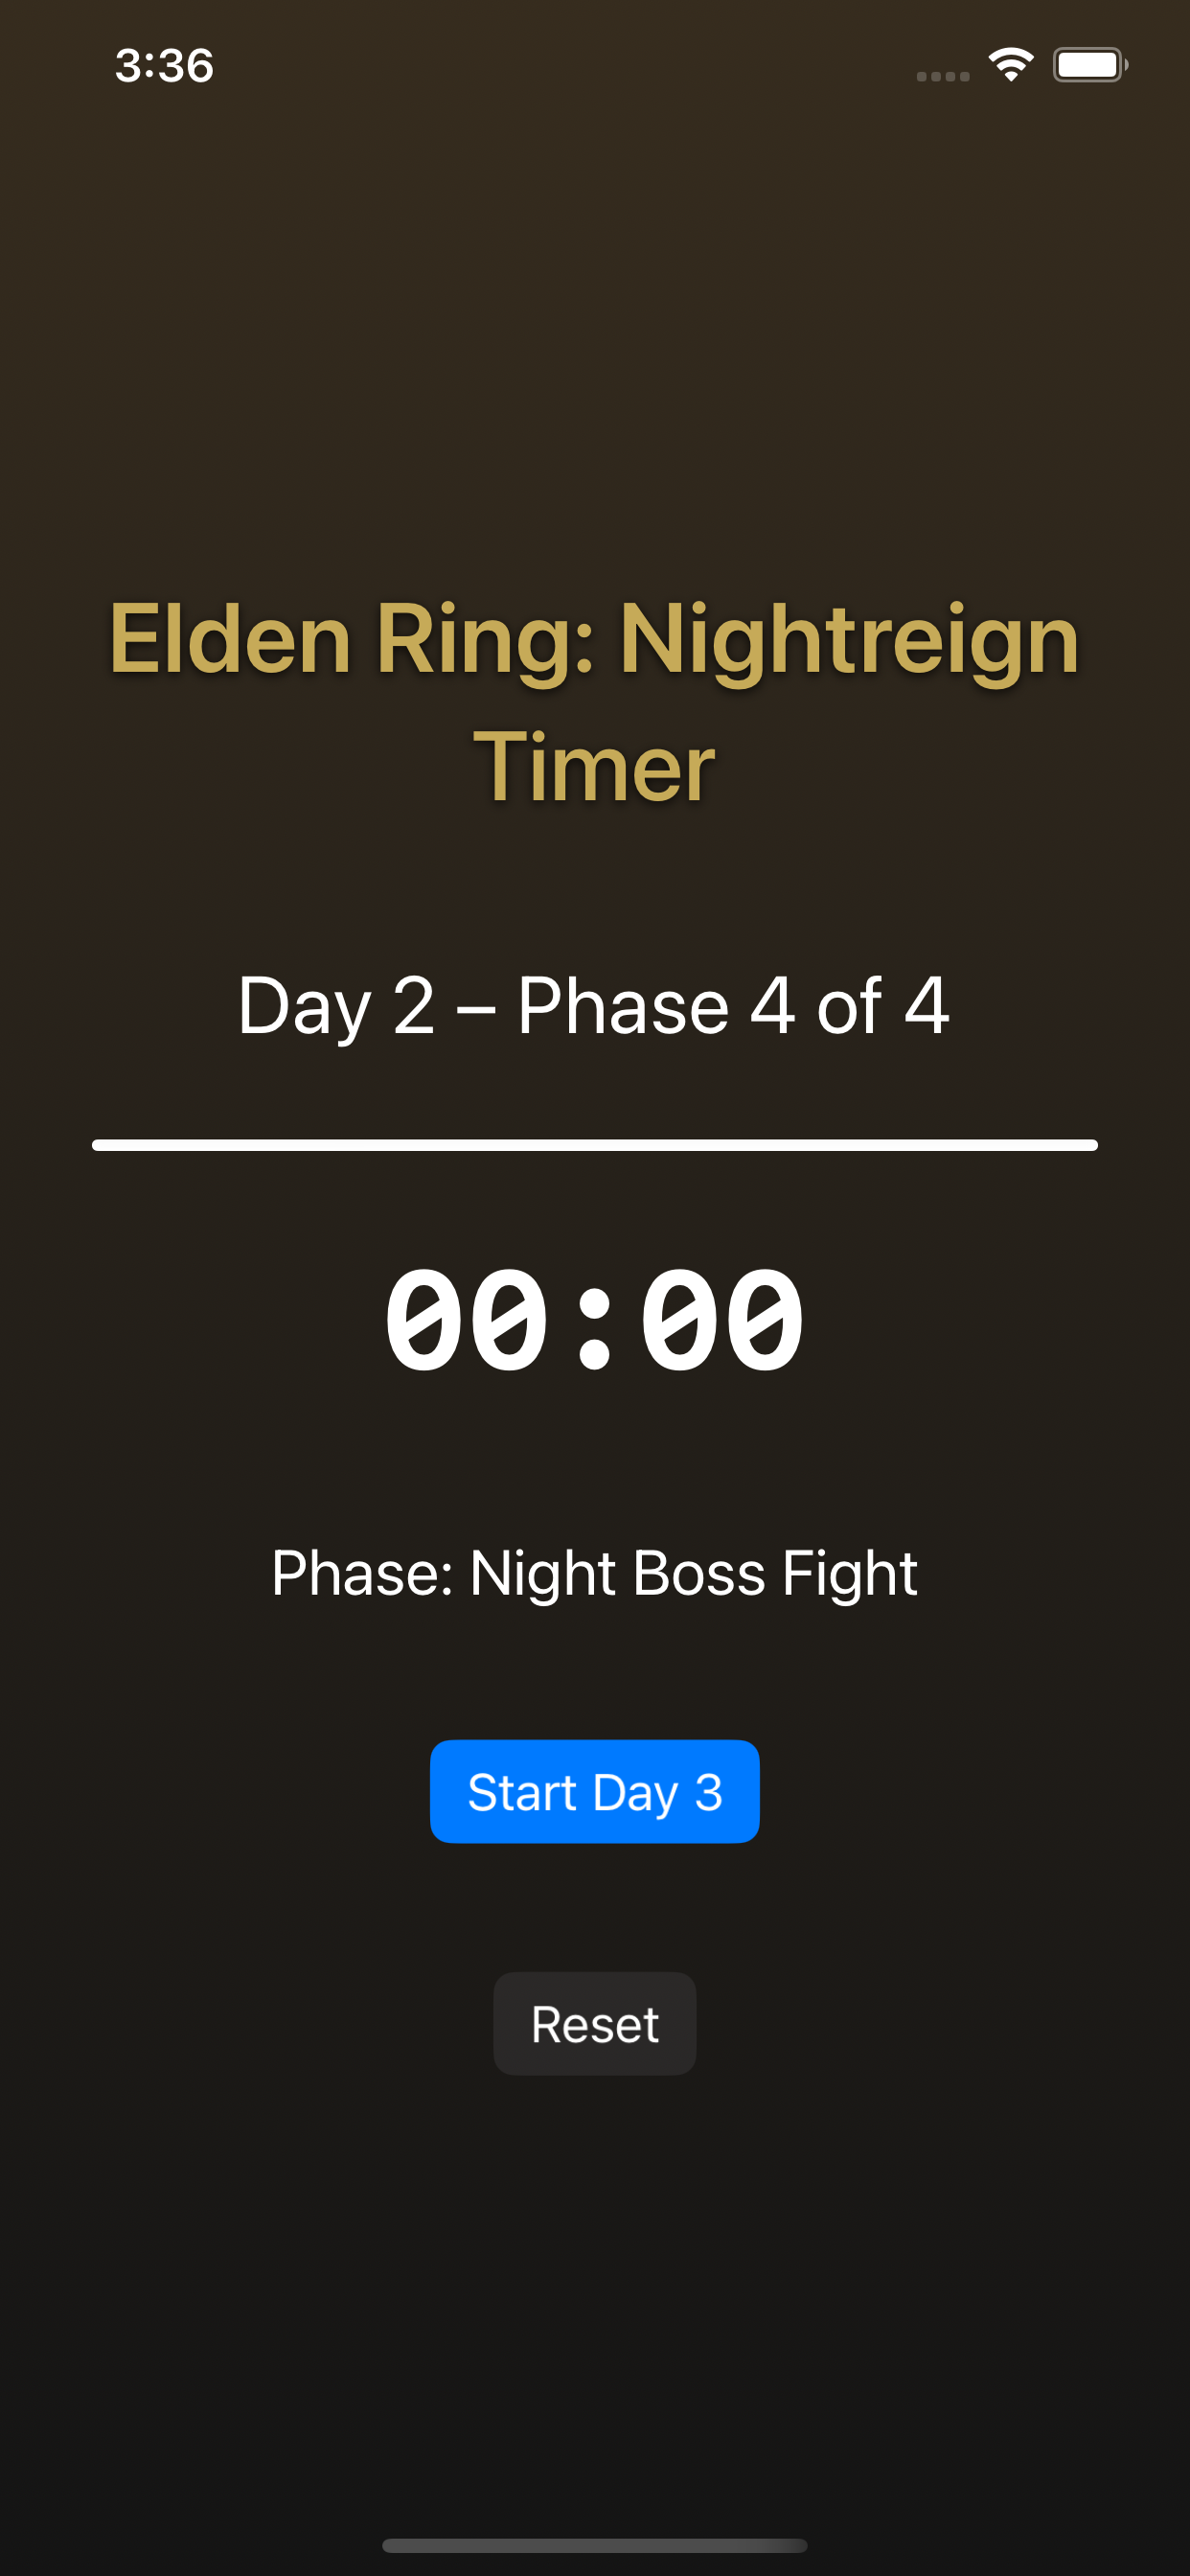 3:36
Elden Ring: Nightreign
Timer
Day 2 – Phase 4 of 4
00:00
Phase: Night Boss Fight
Start Day 3
Reset